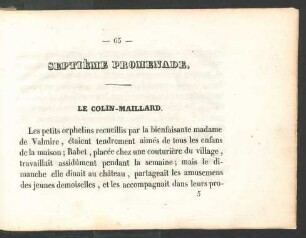 — 65 —
SEPTIÈME PROMENADE.
LE COLIN-MAILLARD.
Les petits orphelins recueillis par la bienfaisante madame
de Valmire, étaient tendrement aimés de tous les enfans
de la maison; Babet, placée chez une couturière du village,
travaillait assidûment pendant la semaine; mais le di-
manche elle dînait au château, partageait les amusemens
des jeunes demoiselles, et les accompagnait dans leurs pro-
5